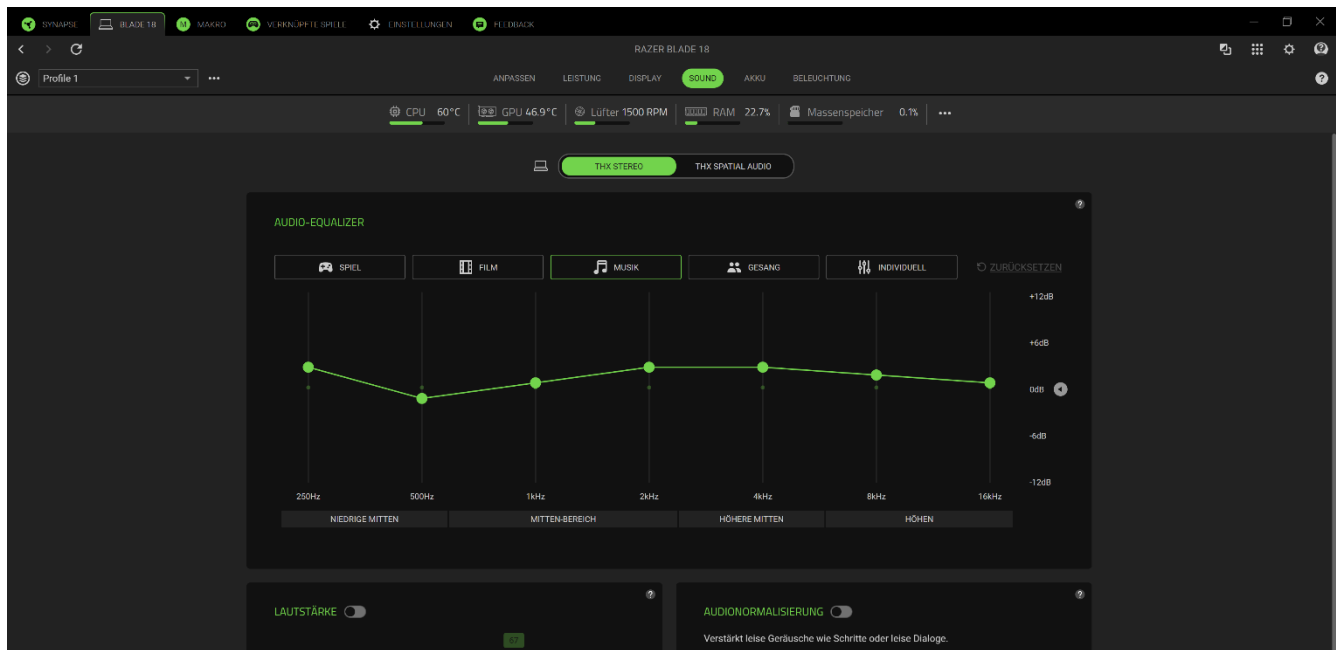 SYNAPSE BLADE 18 M MAKRO VERKNÜPFTE SPIELE EINSTELLUNGEN FEEDBACK
RAZER BLADE 18
Profile 1 ANPASSEN LEISTUNG DISPLAY SOUND AKKU BELEUCHTUNG
CPU 60°C GPU 46.9°C Lüfter 1500 RPM RAM 22.7% Massenspeicher 0.1%
THX STEREO THX SPATIAL AUDIO
AUDIO-EQUALIZER
SPIEL FILM MUSIK GESANG INDIVIDUELL ZURÜCKSETZEN
+12dB
+6dB
0dB
-6dB
-12dB
250Hz 500Hz 1kHz 2kHz 4kHz 8kHz 16kHz
NIEDRIGE MITTEN MITTEN-BEREICH HÖHERE MITTEN HÖHEN
LAUTSTÄRKE AUDIONORMALISIERUNG
67 Verstärkt leise Geräusche wie Schritte oder leise Dialoge.